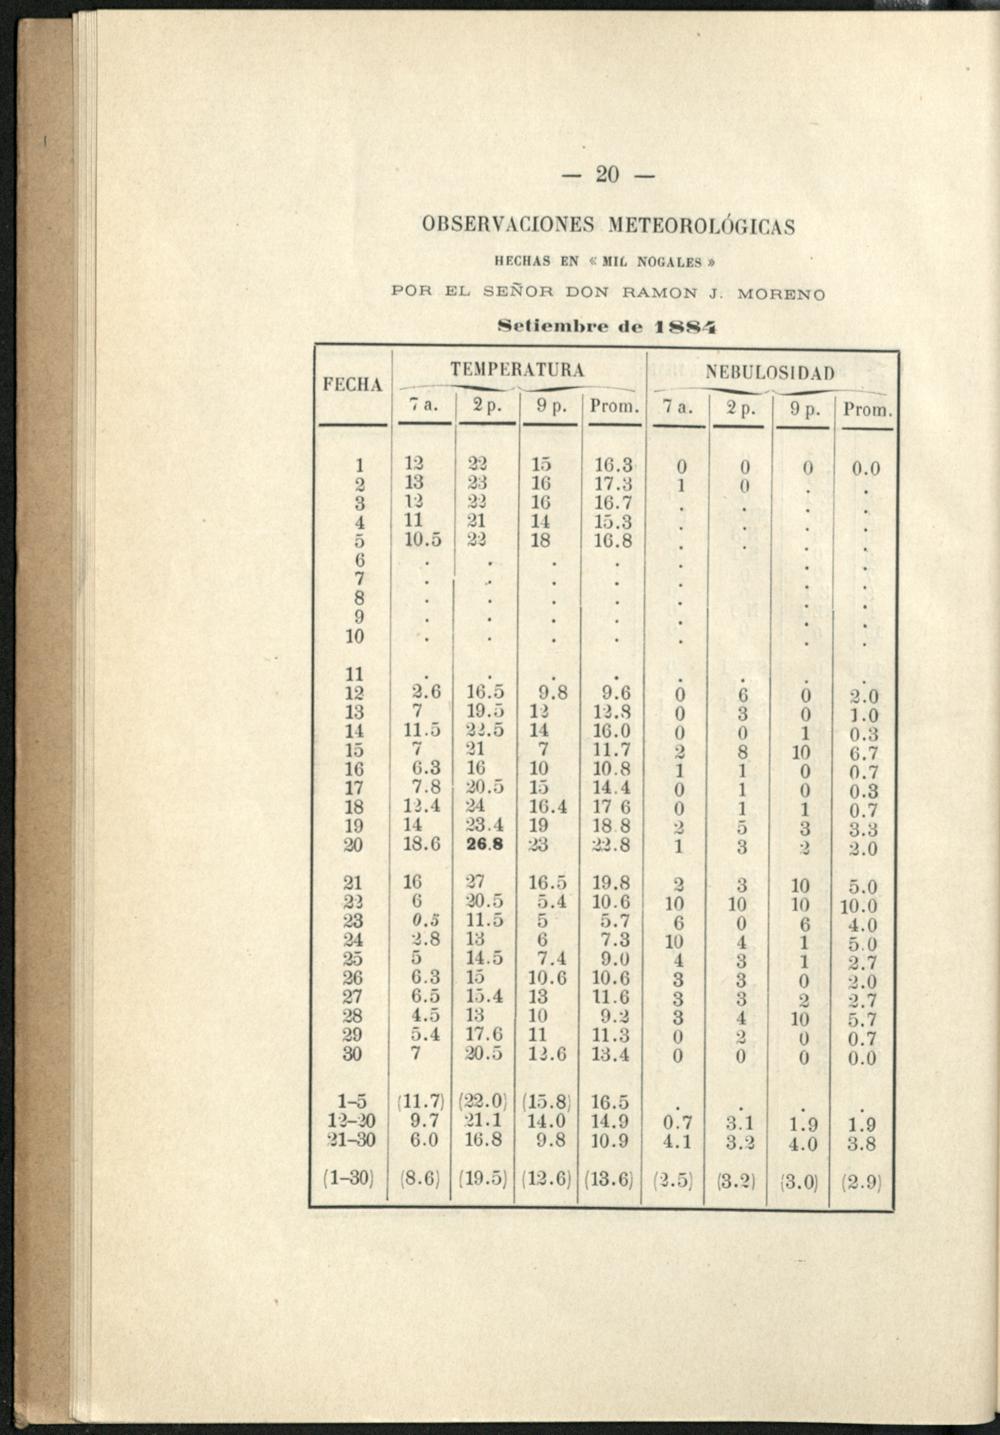 — 20 —
OBSERVACIONES METEOROLÓGICAS
HECHAS EN « MIL NOGALES »
POR EL SEÑOR DON RAMON J. MORENO
Setiembre de 1884
FECHA TEMPERATURA NEBULOSIDAD
7 a. 2 p. 9 p. Prom. 7 a. 2 p. 9 p. Prom.
1 12 22 15 16.3 0 0 0 0.0
2 13 23 16 17.3 1 0 . .
3 12 22 16 16.7 . . . .
4 11 21 14 15.3 . . . .
5 10.5 22 18 16.8 . . . .
6 . . . . . . .
7 . . . . . . .
8 . . . . . . .
9 . . . . . . .
10 . . . . . . .
11 . . . . . . . .
12 2.6 16.5 9.8 9.6 0 6 0 2.0
13 7 19.5 12 12.8 0 3 0 1.0
14 11.5 22.5 14 16.0 0 0 1 0.3
15 7 21 7 11.7 2 8 10 6.7
16 6.3 16 10 10.8 1 1 0 0.7
17 7.8 20.5 15 14.4 0 1 0 0.3
18 12.4 24 16.4 17 6 0 1 1 0.7
19 14 23.4 19 18.8 2 5 3 3.3
20 18.6 26.8 23 22.8 1 3 2 2.0
21 16 27 16.5 19.8 2 3 10 5.0
22 6 20.5 5.4 10.6 10 10 10 10.0
23 0.5 11.5 5 5.7 6 0 6 4.0
24 2.8 13 6 7.3 10 4 1 5.0
25 5 14.5 7.4 9.0 4 3 1 2.7
26 6.3 15 10.6 10.6 3 3 0 2.0
27 6.5 15.4 13 11.6 3 3 2 2.7
28 4.5 13 10 9.2 3 4 10 5.7
29 5.4 17.6 11 11.3 0 2 0 0.7
30 7 20.5 12.6 13.4 0 0 0 0.0
1–5 (11.7) (22.0) (15.8) 16.5 . . . .
12–20 9.7 21.1 14.0 14.9 0.7 3.1 1.9 1.9
21–30 6.0 16.8 9.8 10.9 4.1 3.2 4.0 3.8
(1–30) (8.6) (19.5) (12.6) (13.6) (2.5) (3.2) (3.0) (2.9)